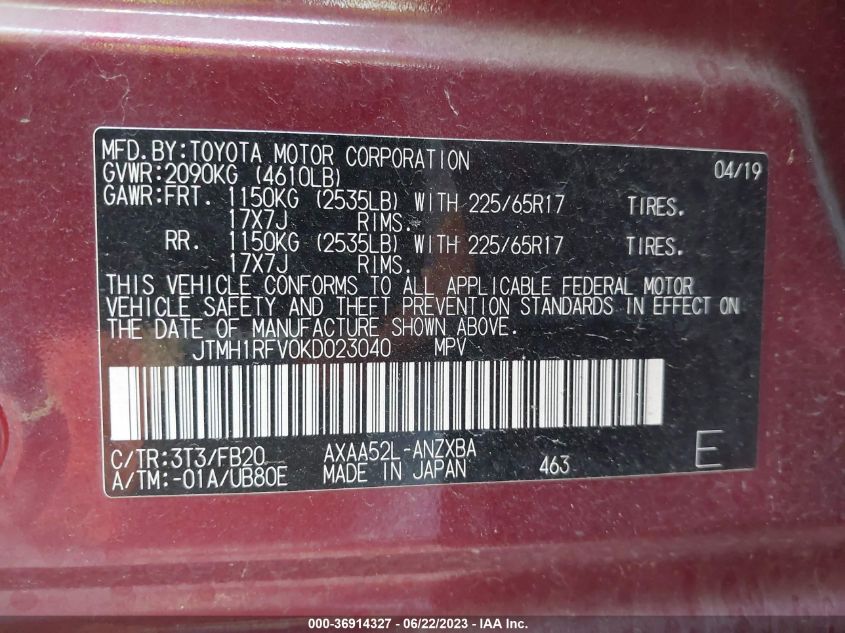 MFD.BY:TOYOTA MOTOR CORPORATION 04/19
GVWR:2090KG (4610LB)
GAWR:FRT. 1150KG (2535LB) WITH 225/65R17 TIRES.
17X7J RIMS.
RR. 1150KG (2535LB) WITH 225/65R17 TIRES.
17X7J RIMS.
THIS VEHICLE CONFORMS TO ALL APPLICABLE FEDERAL MOTOR
VEHICLE SAFETY AND THEFT PREVENTION STANDARDS IN EFFECT ON
THE DATE OF MANUFACTURE SHOWN ABOVE.
JTMH1RFV0KD023040 MPV
C/TR:3T3/FB20 AXAA52L-ANZXBA E
A/TM:-01A/UB80E MADE IN JAPAN 463
000-36914327 - 06/22/2023 - IAA Inc.